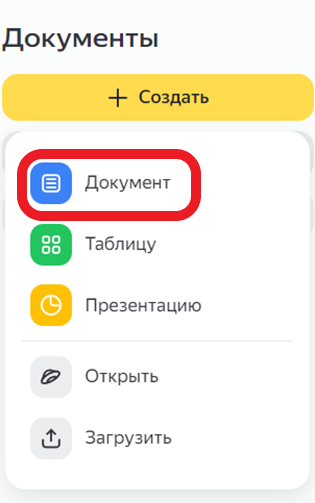 Документы
Создать
Документ
Таблицу
Презентацию
Открыть
Загрузить